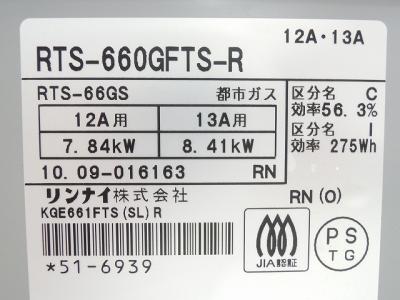 12A・13A
RTS-660GFTS-R
RTS-66GS 都市ガス
12A用 13A用
7.84kW 8.41kW
区分名 C
効率56.3%
区分名 I
効率 275Wh
10.09-016163 RN
リンナイ株式会社
RN(O)
KGE661FTS(SL)R
*51-6939
JIA認証
PS
TG